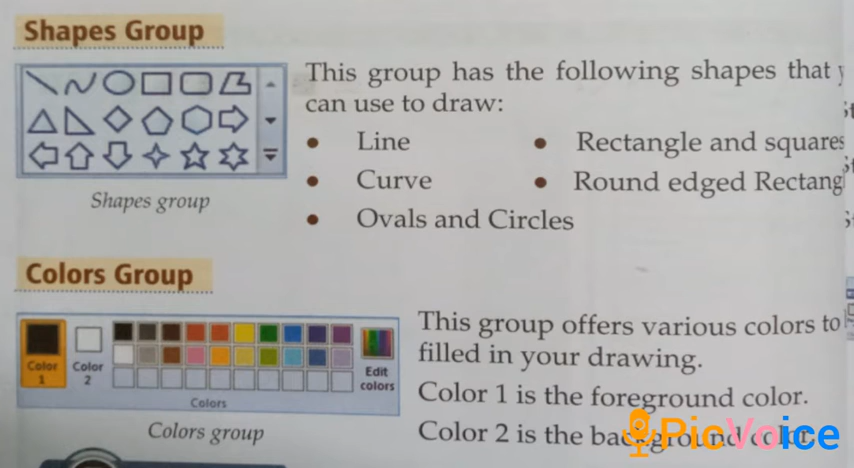 Shapes Group
This group has the following shapes that
can use to draw:
• Line
• Rectangle and squares
• Curve
• Round edged Rectang
• Ovals and Circles
Shapes group
Colors Group
Color 1
Color 2
Edit colors
Colors
Colors group
This group offers various colors to
filled in your drawing.
Color 1 is the foreground color.
Color 2 is the background color.
PicVoice